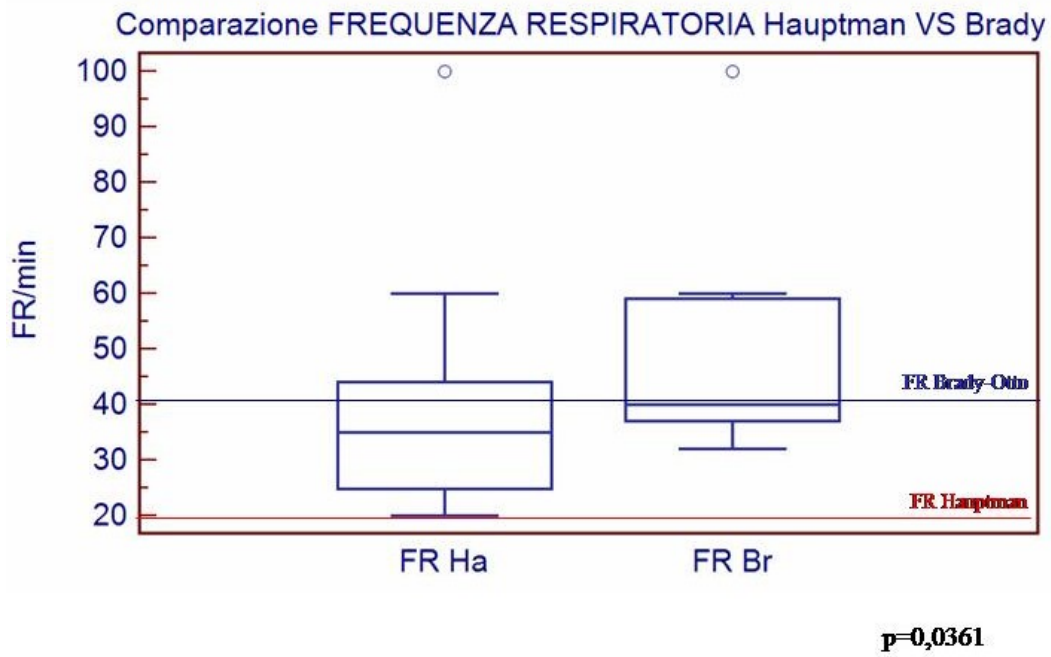 Comparazione FREQUENZA RESPIRATORIA Hauptman VS Brady
100
90
80
70
60
50
40
30
20
FR/min
FR Brady-Otto
FR Hauptman
FR Ha
FR Br
p=0,0361